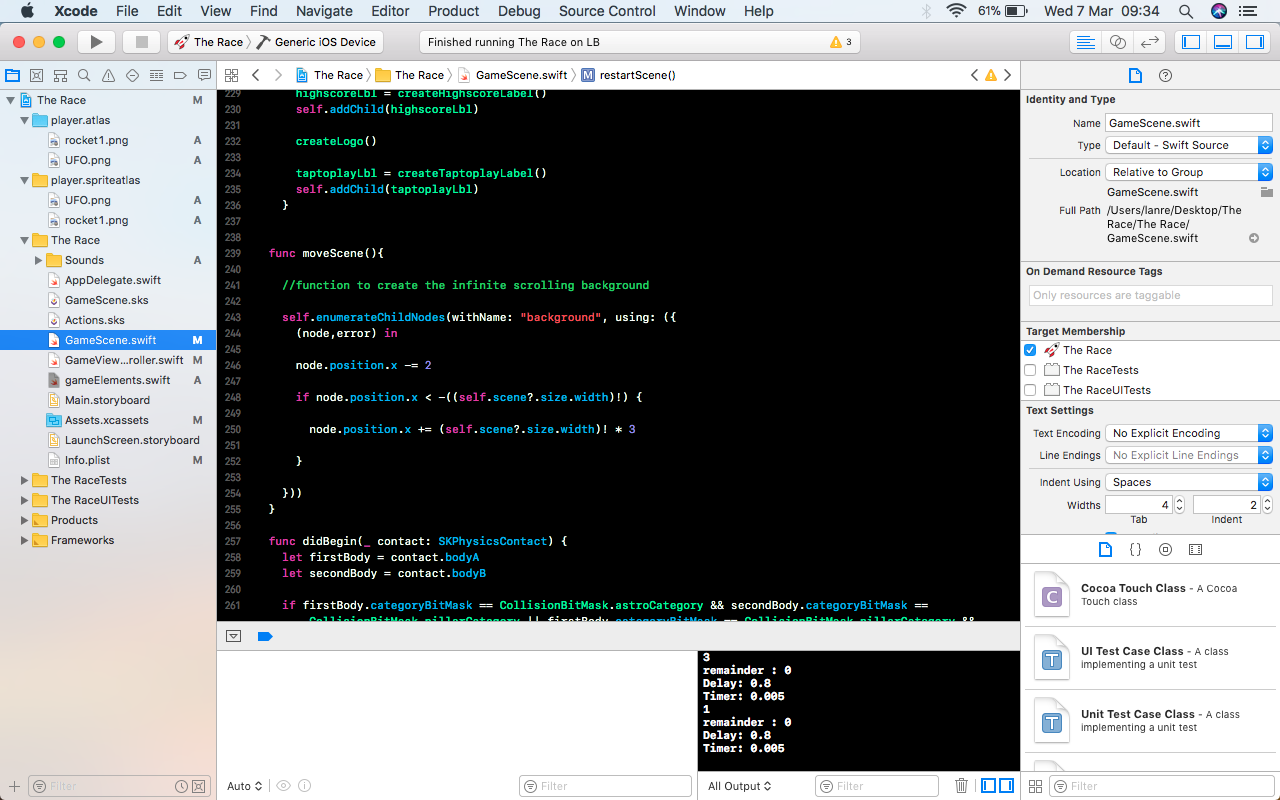 Xcode File Edit View Find Navigate Editor Product Debug Source Control Window Help 61% Wed 7 Mar 09:34
The Race Generic iOS Device Finished running The Race on LB 3
The Race The Race GameScene.swift M restartScene()
The Race M
player.atlas
rocket1.png A
UFO.png A
player.spriteatlas
UFO.png A
rocket1.png A
The Race
Sounds A
AppDelegate.swift
GameScene.sks
Actions.sks
GameScene.swift M
GameView...roller.swift M
gameElements.swift A
Main.storyboard
Assets.xcassets M
LaunchScreen.storyboard
Info.plist M
The RaceTests
The RaceUITests
Products
Frameworks
Filter
229 highscoreLbl = createHighscoreLabel()
230 self.addChild(highscoreLbl)
231
232 createLogo()
233
234 taptoplayLbl = createTaptoplayLabel()
235 self.addChild(taptoplayLbl)
236 }
237
238
239 func moveScene(){
240
241 //function to create the infinite scrolling background
242
243 self.enumerateChildNodes(withName: "background", using: ({
244 (node,error) in
245
246 node.position.x -= 2
247
248 if node.position.x < -((self.scene?.size.width)!) {
249
250 node.position.x += (self.scene?.size.width)! * 3
251
252 }
253
254 }))
255 }
256
257 func didBegin(_ contact: SKPhysicsContact) {
258 let firstBody = contact.bodyA
259 let secondBody = contact.bodyB
260
261 if firstBody.categoryBitMask == CollisionBitMask.astroCategory && secondBody.categoryBitMask ==
CollisionBitMask.pillarCategory || firstBody.categoryBitMask == CollisionBitMask.pillarCategory &&
Auto Filter
3
remainder : 0
Delay: 0.8
Timer: 0.005
1
remainder : 0
Delay: 0.8
Timer: 0.005
All Output Filter
Identity and Type
Name GameScene.swift
Type Default - Swift Source
Location Relative to Group
GameScene.swift
Full Path /Users/lanre/Desktop/The
Race/The Race/
GameScene.swift
On Demand Resource Tags
Only resources are taggable
Target Membership
The Race
The RaceTests
The RaceUITests
Text Settings
Text Encoding No Explicit Encoding
Line Endings No Explicit Line Endings
Indent Using Spaces
Widths 4 2
Tab Indent
{}
C Cocoa Touch Class - A Cocoa
Touch class
T UI Test Case Class - A class
implementing a unit test
T Unit Test Case Class - A class
implementing a unit test
Filter